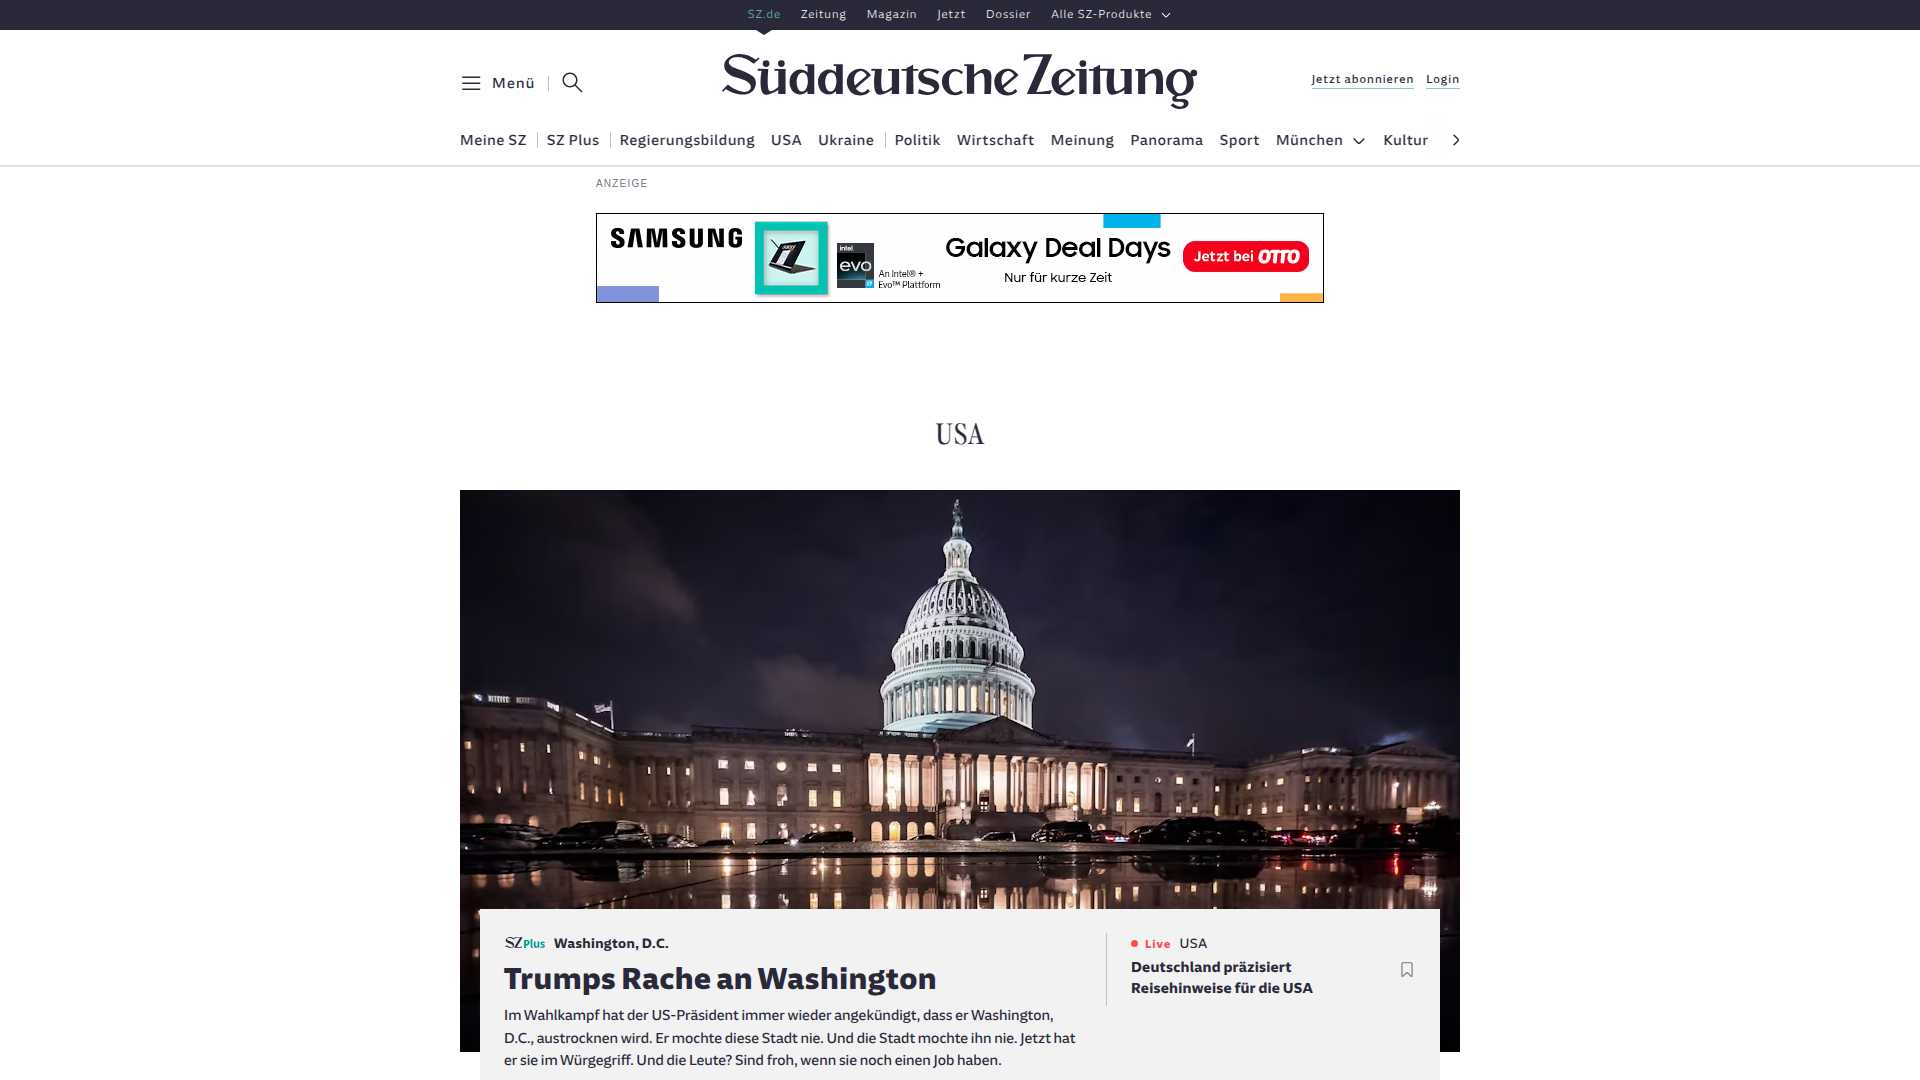 SZ.de Zeitung Magazin Jetzt Dossier Alle SZ-Produkte
Menü
Süddeutsche Zeitung
Jetzt abonnieren Login
Meine SZ SZ Plus Regierungsbildung USA Ukraine Politik Wirtschaft Meinung Panorama Sport München Kultur
ANZEIGE
SAMSUNG
intel
evo
An Intel® +
Evo™ Plattform
Galaxy Deal Days
Nur für kurze Zeit
Jetzt bei OTTO
USA
SZ Plus Washington, D.C.
Trumps Rache an Washington
Im Wahlkampf hat der US-Präsident immer wieder angekündigt, dass er Washington,
D.C., austrocknen wird. Er mochte diese Stadt nie. Und die Stadt mochte ihn nie. Jetzt hat
er sie im Würgegriff. Und die Leute? Sind froh, wenn sie noch einen Job haben.
Live USA
Deutschland präzisiert
Reisehinweise für die USA